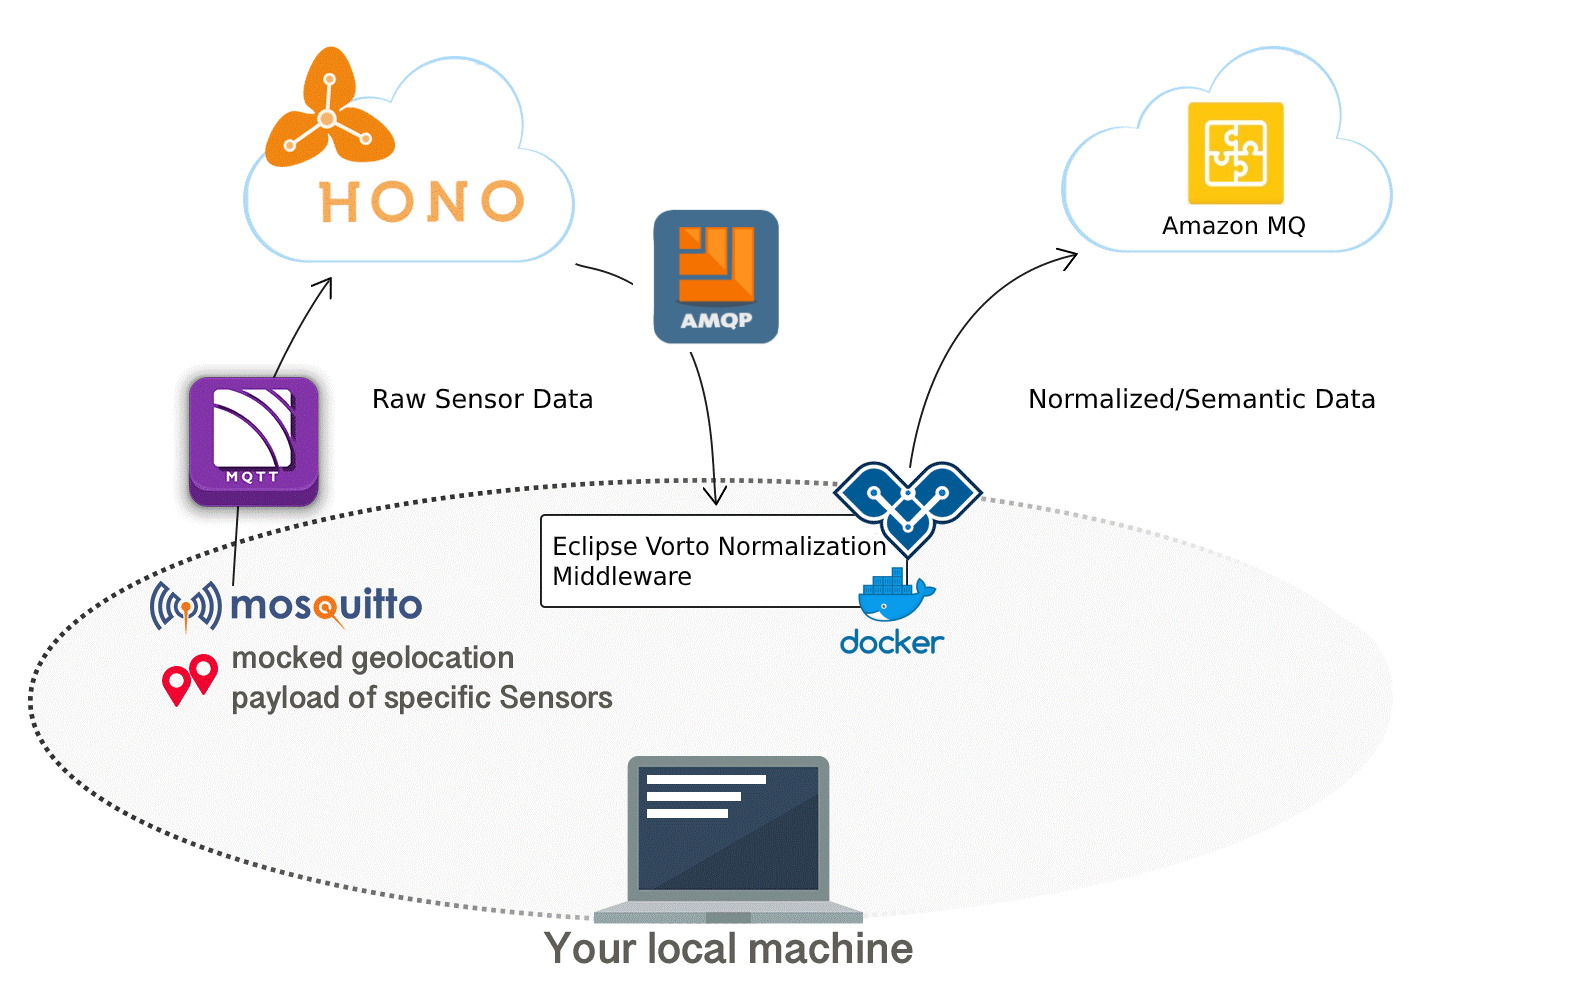 HONO
Amazon MQ
AMQP
Raw Sensor Data
Normalized/Semantic Data
MQTT
Eclipse Vorto Normalization
Middleware
mosquitto
docker
mocked geolocation
payload of specific Sensors
Your local machine